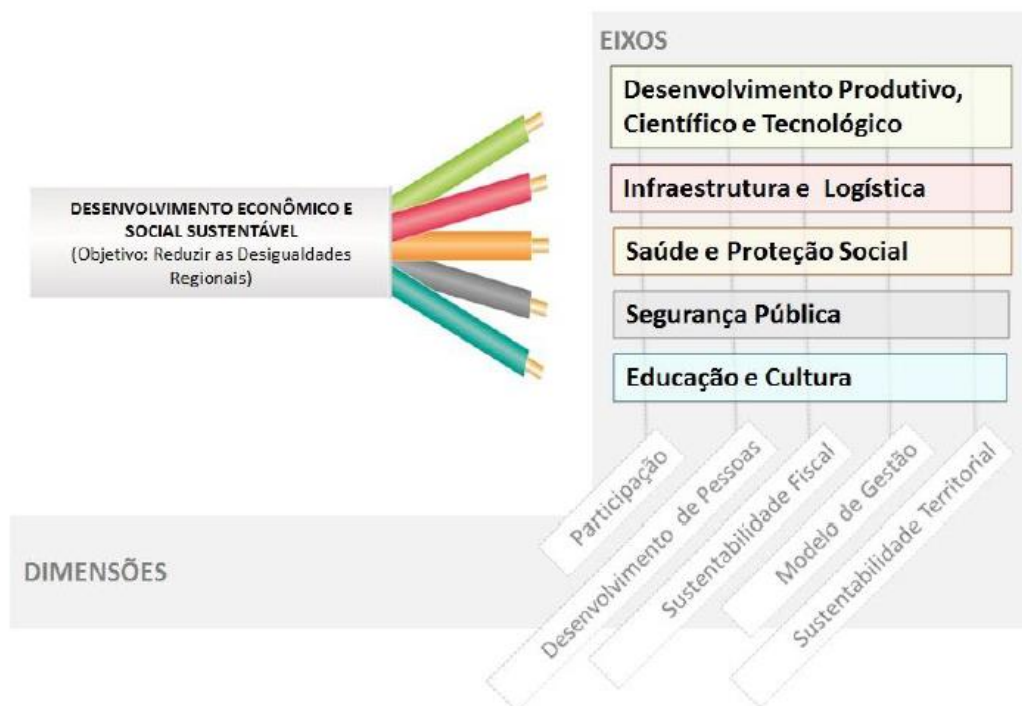 EIXOS
Desenvolvimento Produtivo,
Científico e Tecnológico
Infraestrutura e Logística
Saúde e Proteção Social
Segurança Pública
Educação e Cultura
DESENVOLVIMENTO ECONÔMICO E
SOCIAL SUSTENTÁVEL
(Objetivo: Reduzir as Desigualdades
Regionais)
DIMENSÕES
Participação
Desenvolvimento de Pessoas
Sustentabilidade Fiscal
Modelo de Gestão
Sustentabilidade Territorial